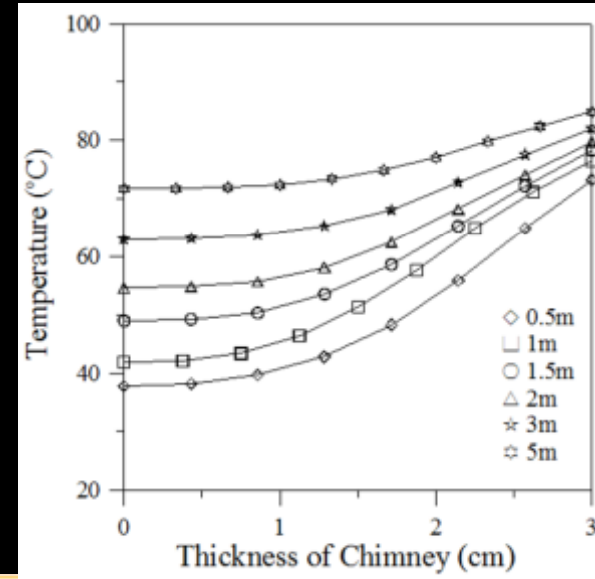 100
80
60
40
20
Temperature (°C)
0.5m
1m
1.5m
2m
3m
5m
0 1 2 3
Thickness of Chimney (cm)